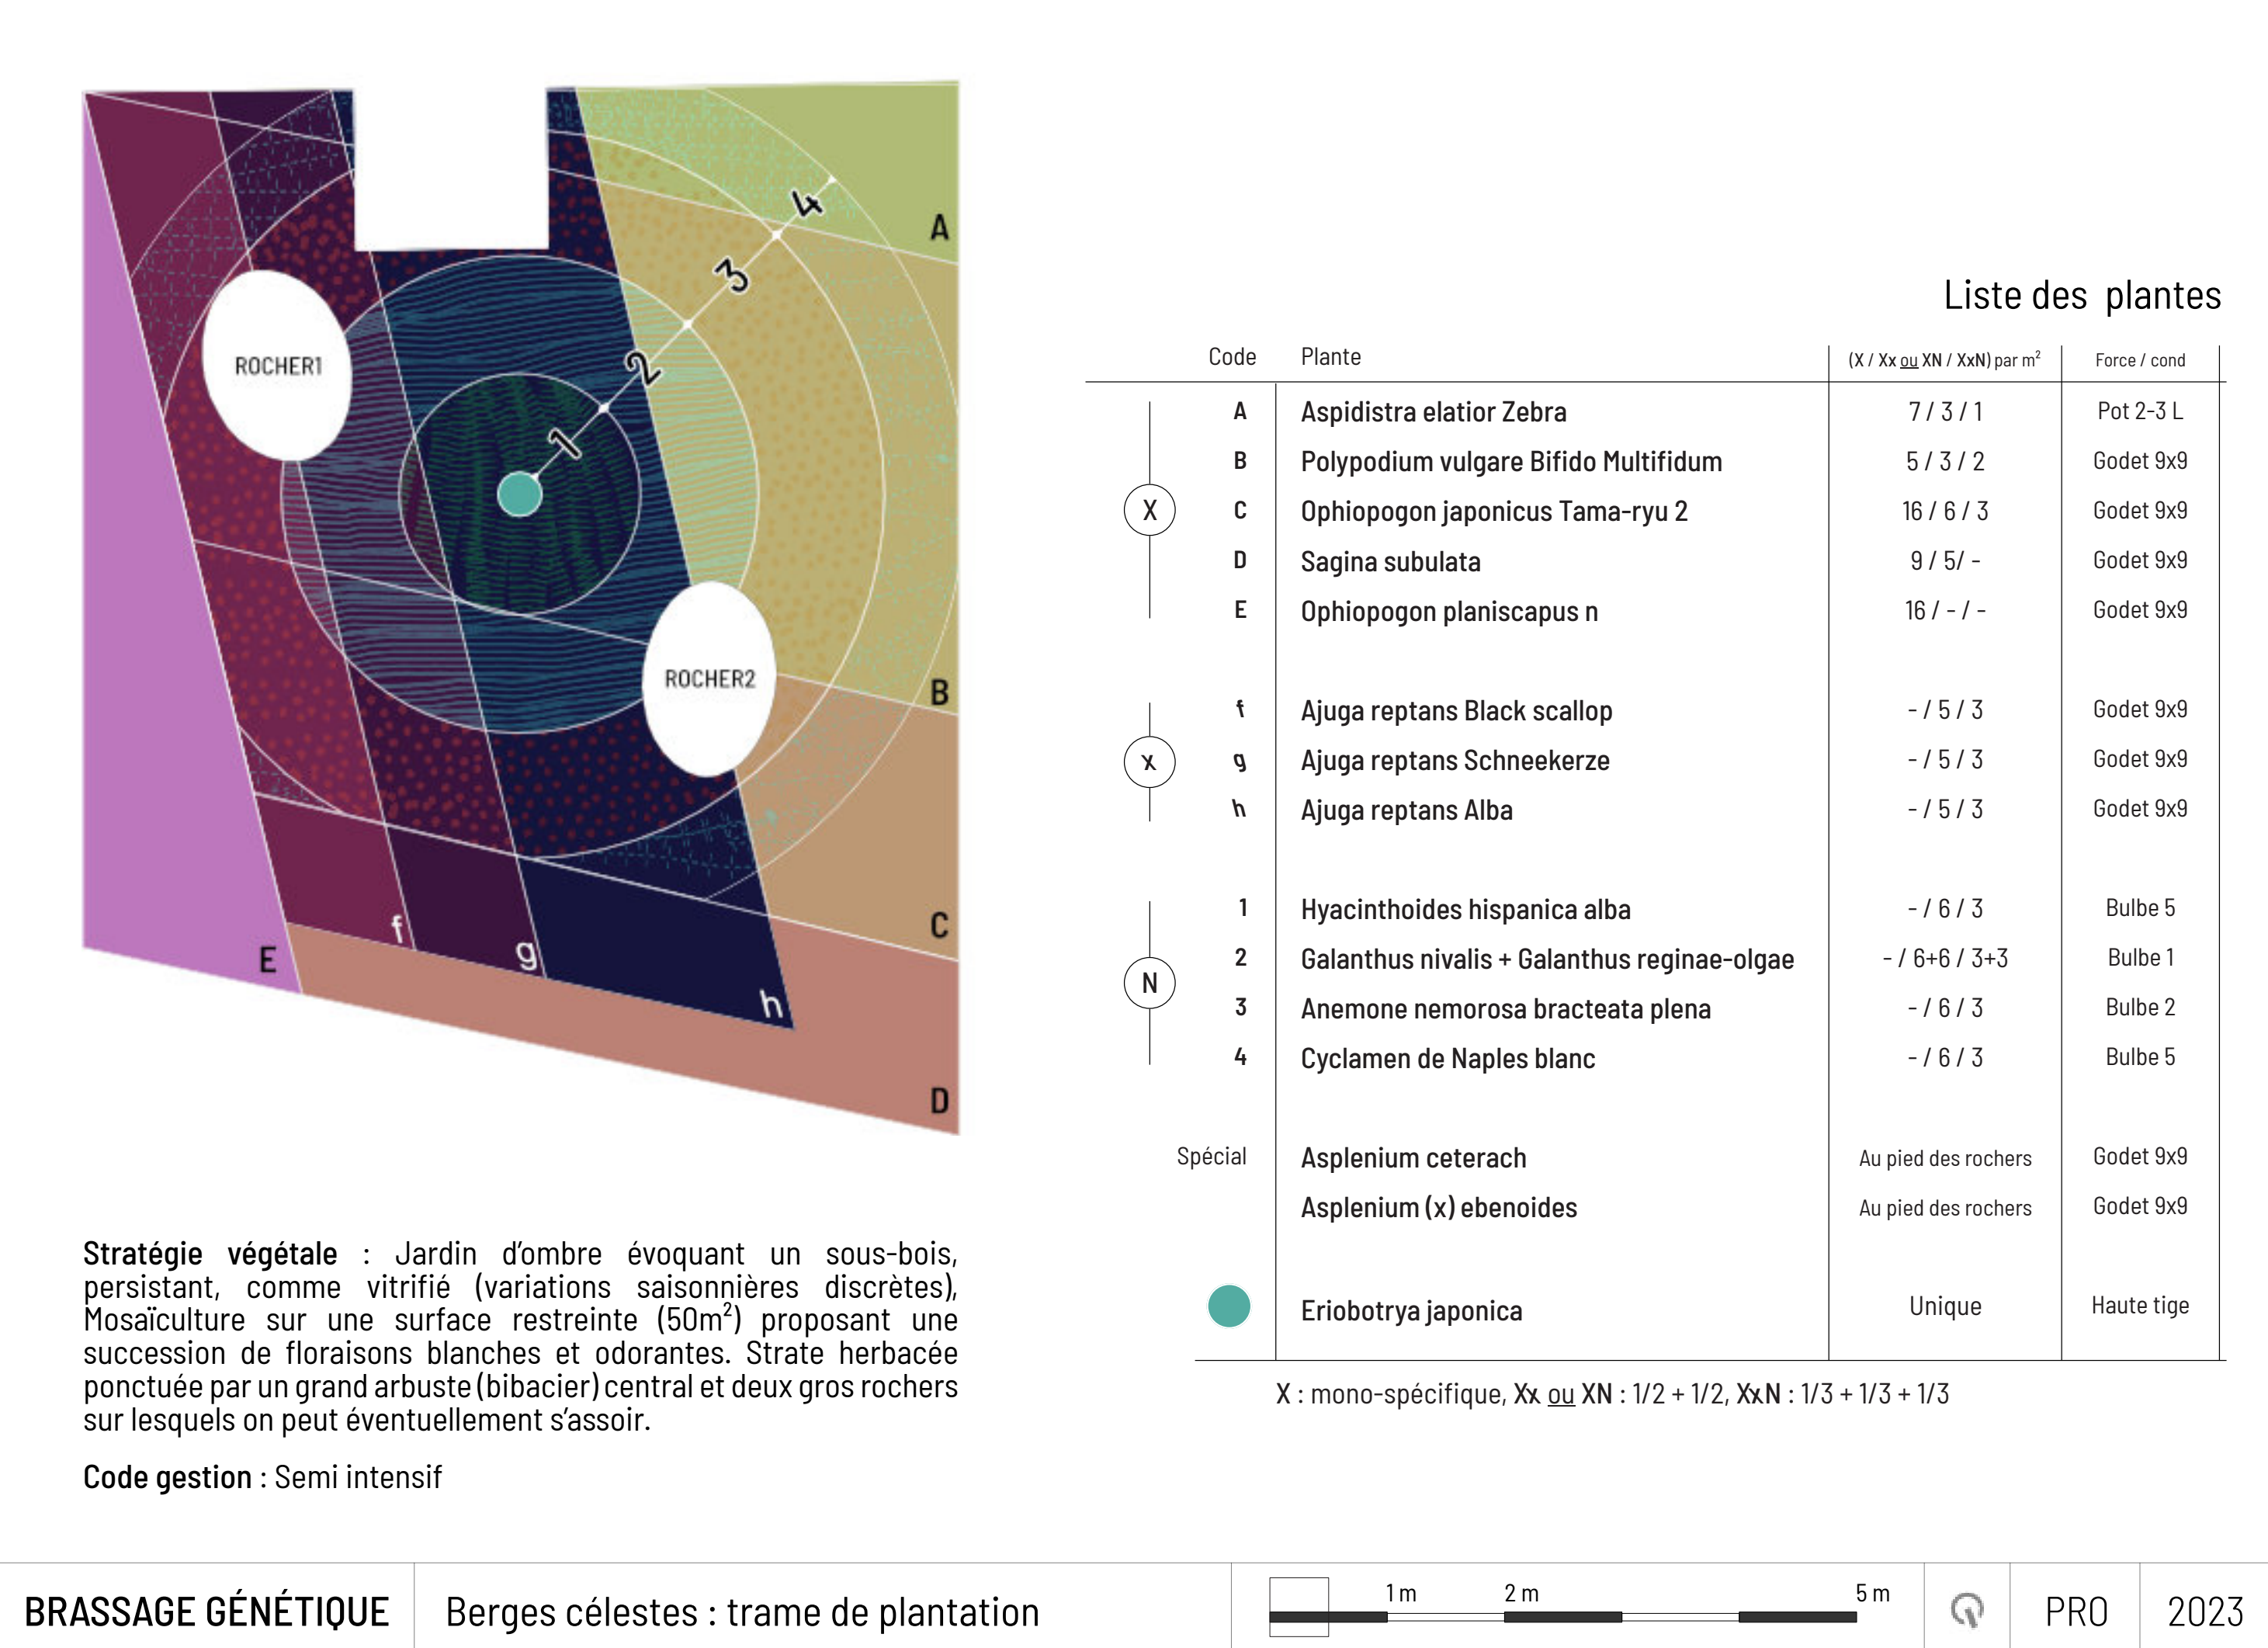 A
4
3
ROCHER1
2
1
ROCHER2
B
C
f
g
E
h
D
Liste des plantes
Code Plante (X / Xx ou XN / XxN) par m² Force / cond
X
A Aspidistra elatior Zebra 7 / 3 / 1 Pot 2-3 L
B Polypodium vulgare Bifido Multifidum 5 / 3 / 2 Godet 9x9
C Ophiopogon japonicus Tama-ryu 2 16 / 6 / 3 Godet 9x9
D Sagina subulata 9 / 5/ - Godet 9x9
E Ophiopogon planiscapus n 16 / - / - Godet 9x9
x
f Ajuga reptans Black scallop - / 5 / 3 Godet 9x9
g Ajuga reptans Schneekerze - / 5 / 3 Godet 9x9
h Ajuga reptans Alba - / 5 / 3 Godet 9x9
N
1 Hyacinthoides hispanica alba - / 6 / 3 Bulbe 5
2 Galanthus nivalis + Galanthus reginae-olgae - / 6+6 / 3+3 Bulbe 1
3 Anemone nemorosa bracteata plena - / 6 / 3 Bulbe 2
4 Cyclamen de Naples blanc - / 6 / 3 Bulbe 5
Spécial Asplenium ceterach Au pied des rochers Godet 9x9
Asplenium (x) ebenoides Au pied des rochers Godet 9x9
Eriobotrya japonica Unique Haute tige
X : mono-spécifique, Xx ou XN : 1/2 + 1/2, XxN : 1/3 + 1/3 + 1/3
Stratégie végétale : Jardin d'ombre évoquant un sous-bois,
persistant, comme vitrifié (variations saisonnières discrètes),
Mosaïculture sur une surface restreinte (50m²) proposant une
succession de floraisons blanches et odorantes. Strate herbacée
ponctuée par un grand arbuste (bibacier) central et deux gros rochers
sur lesquels on peut éventuellement s'assoir.
Code gestion : Semi intensif
BRASSAGE GÉNÉTIQUE
Berges célestes : trame de plantation
1 m 2 m 5 m
PRO
2023